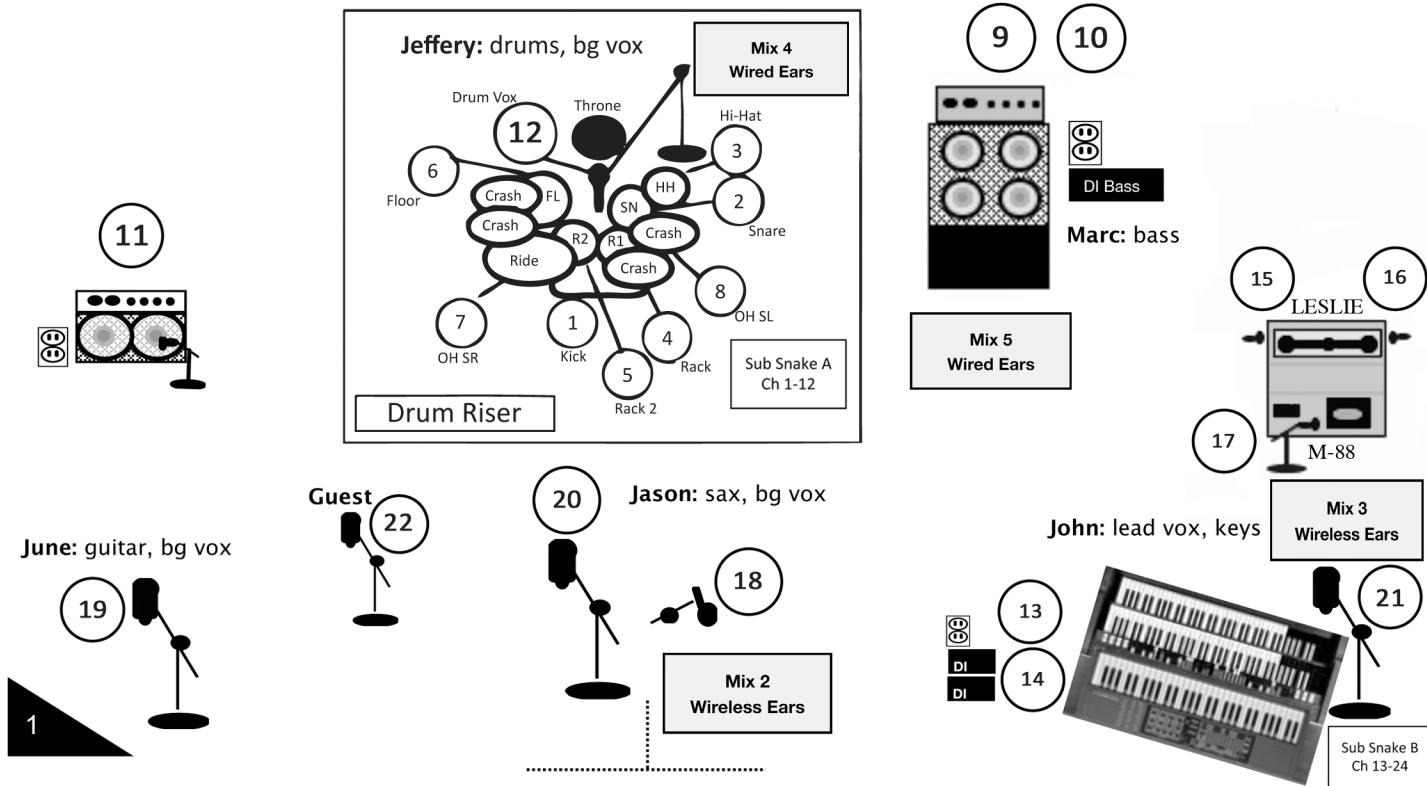 Jeffery: drums, bg vox
Mix 4
Wired Ears
9
10
Drum Vox
Throne
Hi-Hat
12
3
6
Floor
Crash
FL
HH
SN
2
Snare
Crash
R2
R1
Crash
Ride
Crash
8
OH SL
7
OH SR
1
Kick
4
Rack
5
Rack 2
Sub Snake A
Ch 1-12
Drum Riser
DI Bass
Marc: bass
Mix 5
Wired Ears
11
15
16
LESLIE
17
M-88
Guest
22
20
Jason: sax, bg vox
June: guitar, bg vox
19
18
Mix 2
Wireless Ears
1
John: lead vox, keys
Mix 3
Wireless Ears
21
13
14
DI
DI
Sub Snake B
Ch 13-24